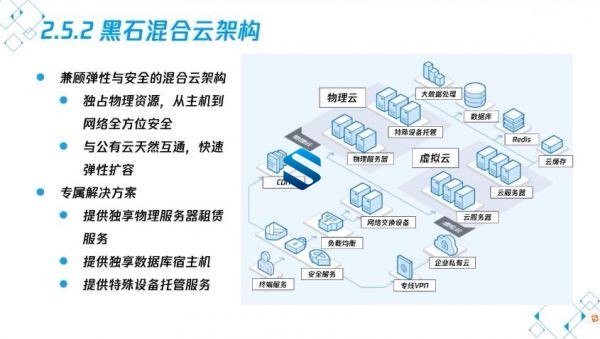 2.5.2 黑石混合云架构
兼顾弹性与安全的混合云架构
独占物理资源，从主机到
网络全方位安全
与公有云天然互通，快速
弹性扩容
专属解决方案
提供独享物理服务器租赁
服务
提供独享数据库宿主机
提供特殊设备托管服务
大数据处理
物理云
数据库
特殊设备托管
Redis
物理服务器
虚拟云
云缓存
云服务器
云服务器
网络交换设备
负载均衡
企业私有云
安全服务
专线VPN
终端服务